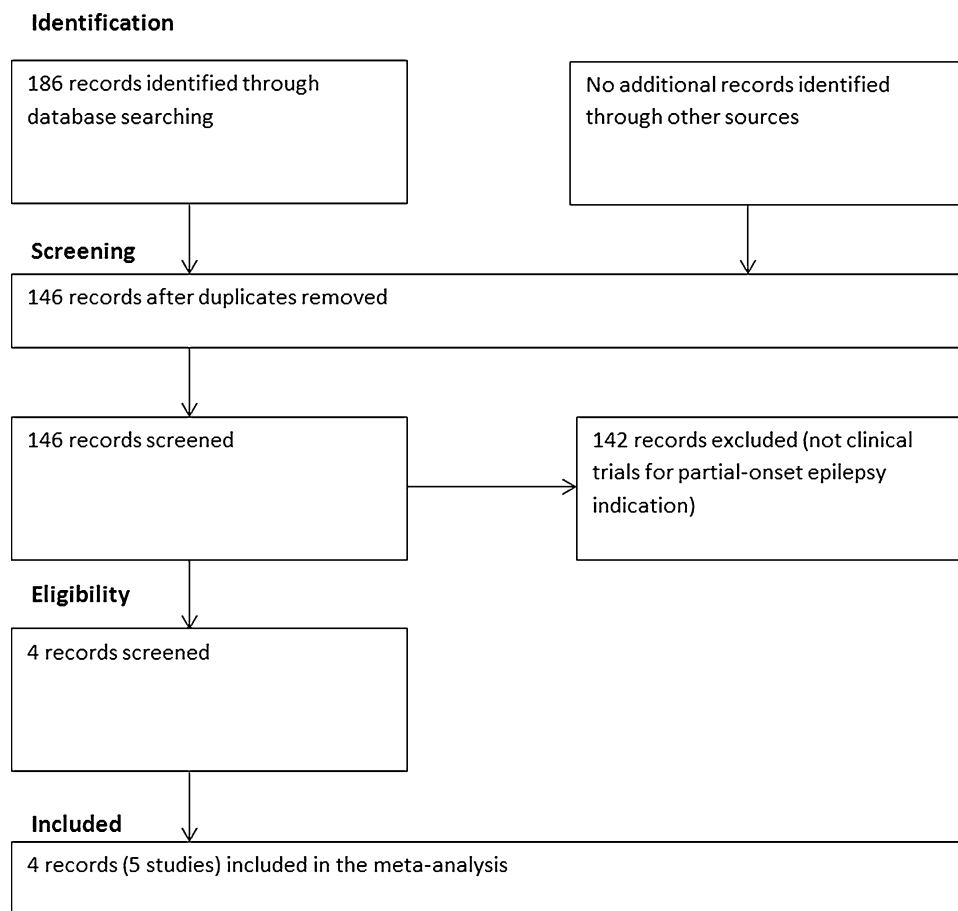 Identification
186 records identified through
database searching
No additional records identified
through other sources
Screening
146 records after duplicates removed
146 records screened
142 records excluded (not clinical
trials for partial-onset epilepsy
indication)
Eligibility
4 records screened
Included
4 records (5 studies) included in the meta-analysis